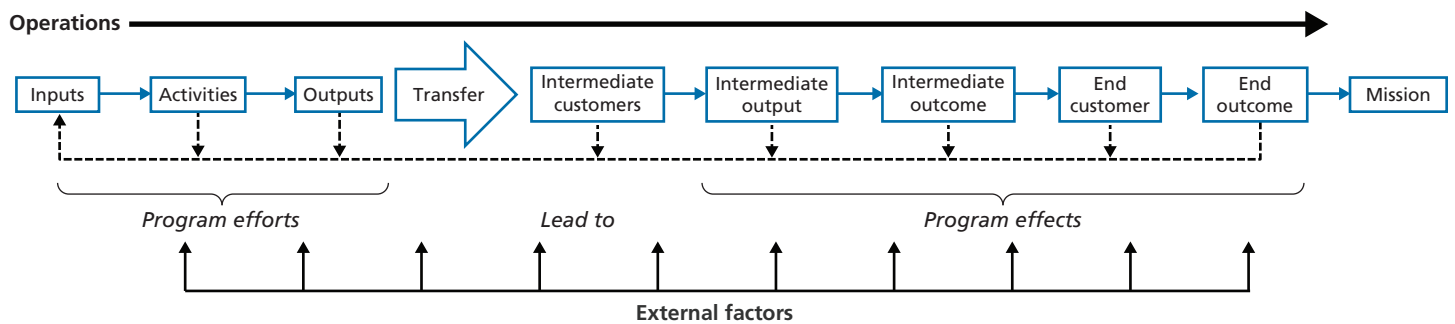 Operations
Inputs
Activities
Outputs
Transfer
Intermediate
customers
Intermediate
output
Intermediate
outcome
End
customer
End
outcome
Mission
Program efforts
Lead to
Program effects
External factors